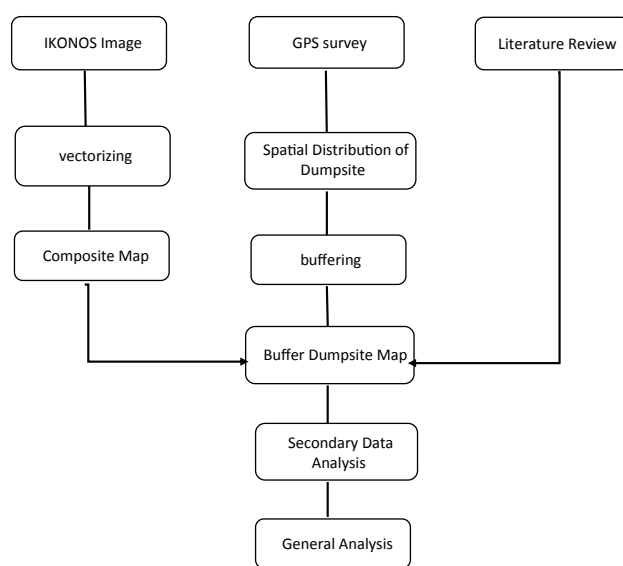 IKONOS Image
GPS survey
Literature Review
vectorizing
Spatial Distribution of
Dumpsite
Composite Map
buffering
Buffer Dumpsite Map
Secondary Data
Analysis
General Analysis